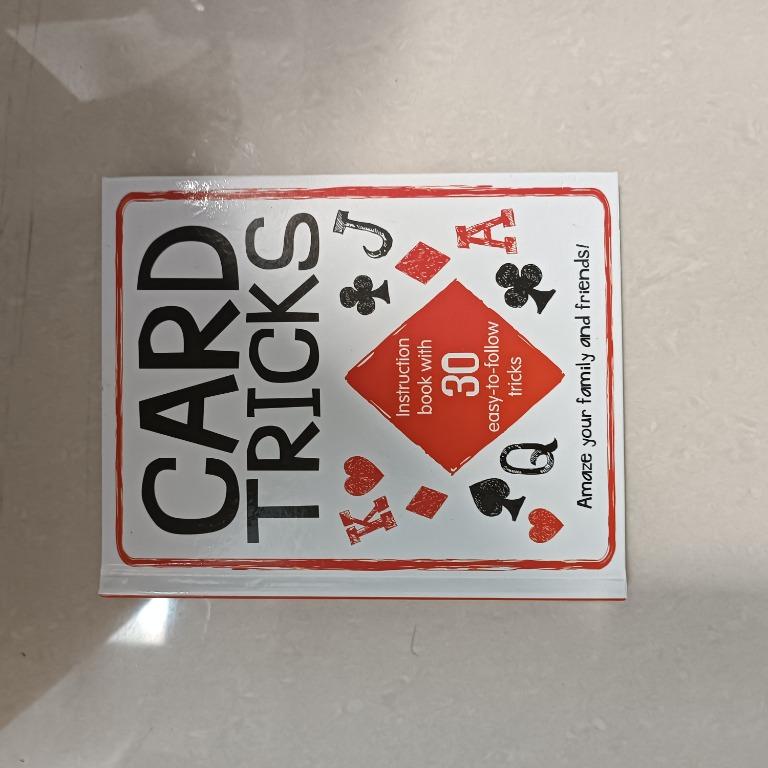 CARD
TRICKS
K
J
Instruction
book with
30
easy-to-follow
tricks
Q
A
Amaze your family and friends!